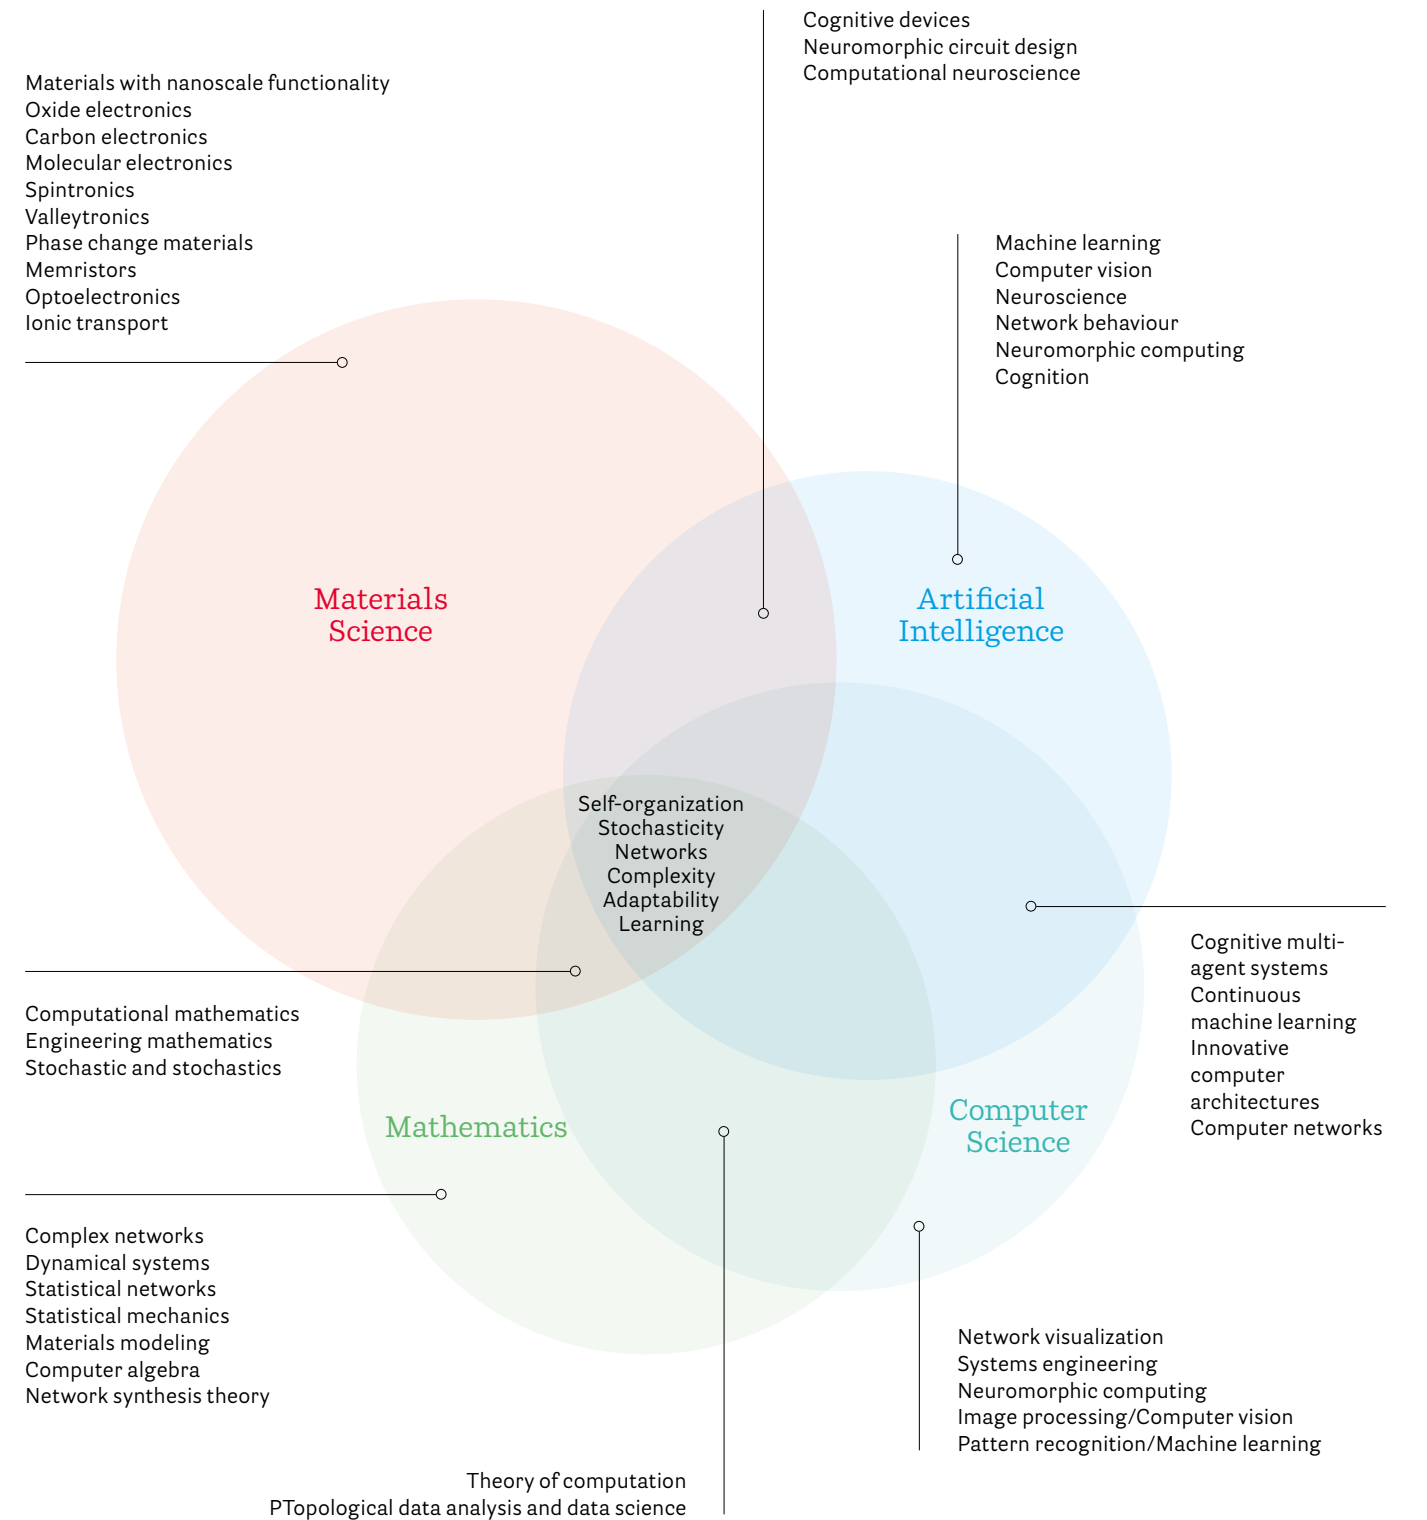 Cognitive devices
Neuromorphic circuit design
Computational neuroscience
Materials with nanoscale functionality
Oxide electronics
Carbon electronics
Molecular electronics
Spintronics
Valleytronics
Phase change materials
Memristors
Optoelectronics
Ionic transport
Machine learning
Computer vision
Neuroscience
Network behaviour
Neuromorphic computing
Cognition
Materials
Science
Artificial
Intelligence
Self-organization
Stochasticity
Networks
Complexity
Adaptability
Learning
Cognitive multi-
agent systems
Continuous
machine learning
Innovative
computer
architectures
Computer networks
Computational mathematics
Engineering mathematics
Stochastic and stochastics
Mathematics
Computer
Science
Complex networks
Dynamical systems
Statistical networks
Statistical mechanics
Materials modeling
Computer algebra
Network synthesis theory
Network visualization
Systems engineering
Neuromorphic computing
Image processing/Computer vision
Pattern recognition/Machine learning
Theory of computation
PTopological data analysis and data science